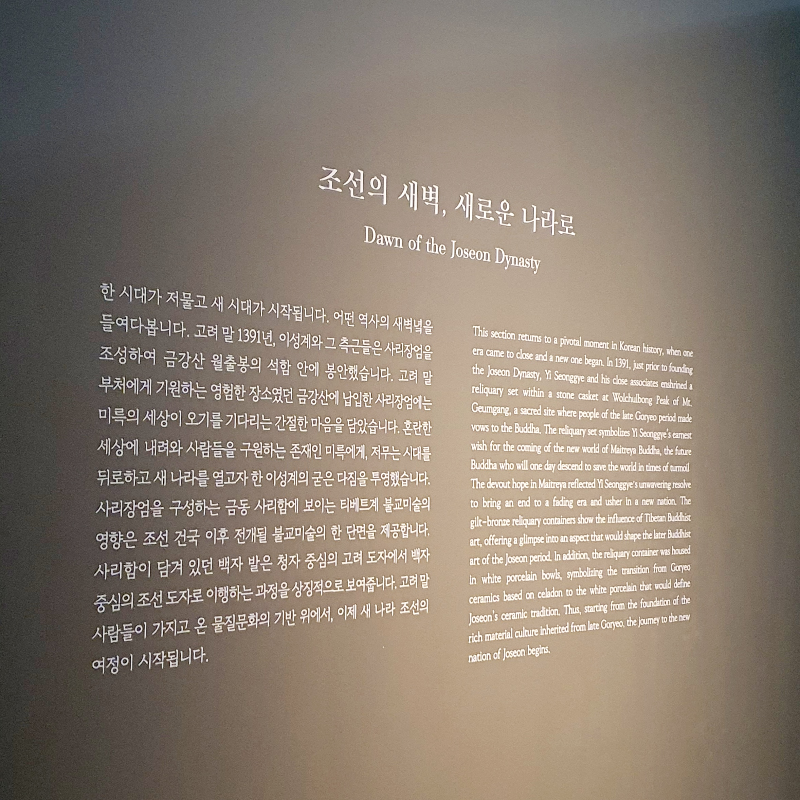 조선의 새벽, 새로운 나라로
Dawn of the Joseon Dynasty
한 시대가 저물고 새 시대가 시작됩니다. 어떤 역사의 새벽녘을
들여다봅니다. 고려 말 1391년, 이성계와 그 측근들은 사리장엄을
조성하여 금강산 월출봉의 석함 안에 봉안했습니다. 고려 말
부처에게 기원하는 영험한 장소였던 금강산에 납입한 사리장엄에는
미륵의 세상이 오기를 기다리는 간절한 마음을 담았습니다. 혼란한
세상에 내려와 사람들을 구원하는 존재인 미륵에게, 저무는 시대를
뒤로하고 새 나라를 열고자 한 이성계의 굳은 다짐을 투영했습니다.
사리장엄을 구성하는 금동 사리함에 보이는 티베트계 불교미술의
영향은 조선 건국 이후 전개될 불교미술의 한 단면을 제공합니다.
사리함이 담겨 있던 백자 발은 청자 중심의 고려 도자에서 백자
중심의 조선 도자로 이행하는 과정을 상징적으로 보여줍니다. 고려 말
사람들이 가지고 온 물질문화의 기반 위에서, 이제 새 나라 조선의
여정이 시작됩니다.
This section returns to a pivotal moment in Korean history, when one
era came to close and a new one began. In 1391, just prior to founding
the Joseon Dynasty, Yi Seonggye and his close associates enshrined a
reliquary set within a stone casket at Wolchulbong Peak of Mt.
Geumgang, a sacred site where people of the late Goryeo period made
vows to the Buddha. The reliquary set symbolizes Yi Seonggye's earnest
wish for the coming of the new world of Maitreya Buddha, the future
Buddha who will one day descend to save the world in times of turmoil.
The devout hope in Maitreya reflected Yi Seonggye's unwavering resolve
to bring an end to a fading era and usher in a new nation. The
gilt-bronze reliquary containers show the influence of Tibetan Buddhist
art, offering a glimpse into an aspect that would shape the later Buddhist
art of the Joseon period. In addition, the reliquary container was housed
in white porcelain bowls, symbolizing the transition from Goryeo
ceramics based on celadon to the white porcelain that would define
Joseon's ceramic tradition. Thus, starting from the foundation of the
rich material culture inherited from late Goryeo, the journey to the new
nation of Joseon begins.